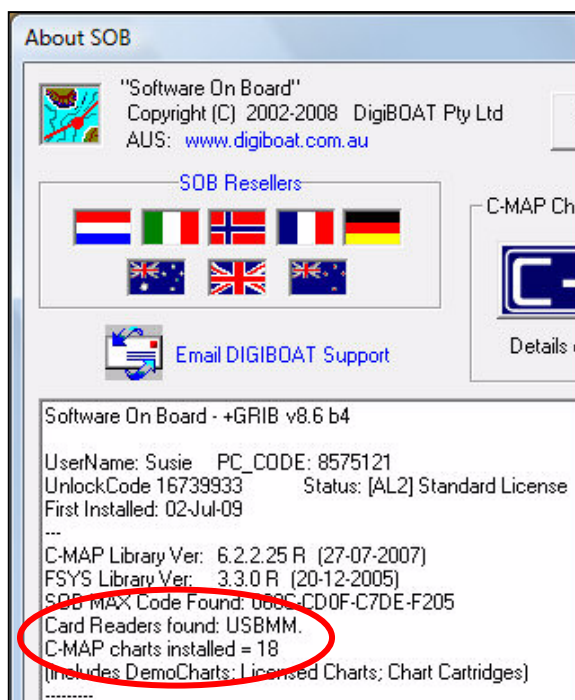 About SOB
"Software On Board"
Copyright (C) 2002-2008 DigiBOAT Pty Ltd
AUS: www.digiboat.com.au
SOB Resellers
C-MAP Ch
C-
Email DIGIBOAT Support
Details
Software On Board - +GRIB v8.6 b4
UserName: Susie PC_CODE: 8575121
UnlockCode 16739933 Status: [AL2] Standard License
First Installed: 02-Jul-09
---
C-MAP Library Ver: 6.2.2.25 R (27-07-2007)
FSYS Library Ver: 3.3.0 R (20-12-2005)
SOB MAX Code Found: CD0F-C7DE-F205
Card Readers found: USBMM.
C-MAP charts installed = 18
(Includes DemoCharts; Licensed Charts; Chart Cartridges)
---------